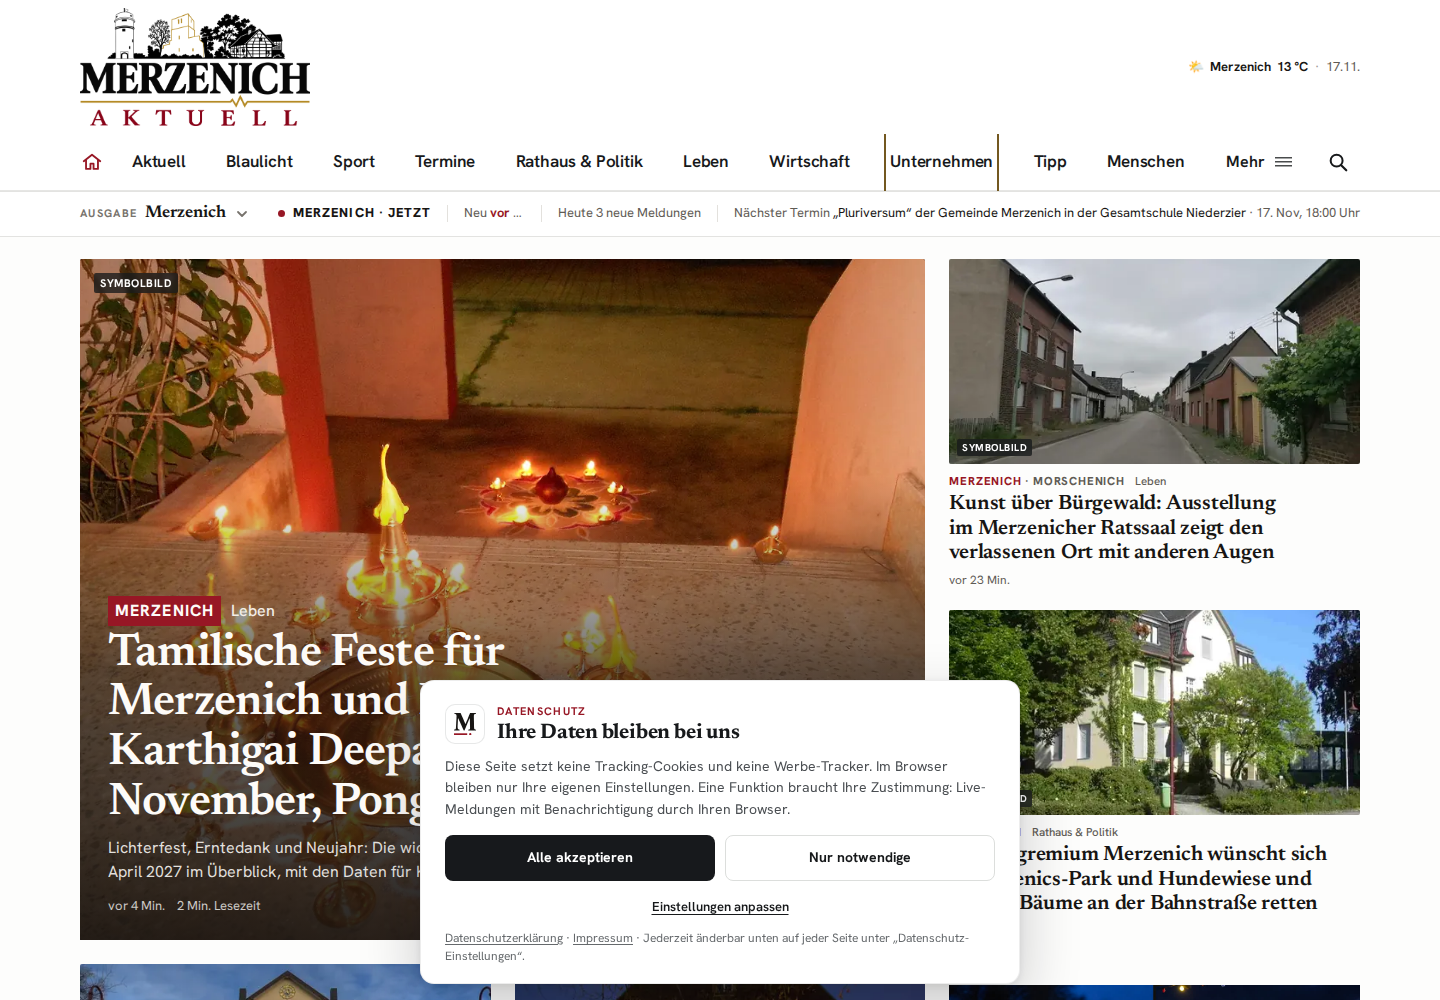 MERZENICH
AKTUELL
Merzenich 13 °C · 17.11.
Aktuell Blaulicht Sport Termine Rathaus & Politik Leben Wirtschaft Unternehmen Tipp Menschen Mehr
AUSGABE Merzenich
MERZENICH · JETZT
Neu vor ...
Heute 3 neue Meldungen
Nächster Termin „Pluriversum“ der Gemeinde Merzenich in der Gesamtschule Niederzier · 17. Nov, 18:00 Uhr
SYMBOLBILD
MERZENICH Leben
Tamilische Feste für
Merzenich und
Karthigai
November,
Lichterfest, Erntedank und Neujahr: Die
April 2027 im Überblick, mit den Daten für
vor 4 Min. 2 Min. Lesezeit
SYMBOLBILD
MERZENICH · MORSCHENICH Leben
Kunst über Bürgewald: Ausstellung
im Merzenicher Ratssaal zeigt den
verlassenen Ort mit anderen Augen
vor 23 Min.
Rathaus & Politik
Merzenich wünscht sich
und Hundewiese und
Bäume an der Bahnstraße retten
M
DATENSCHUTZ
Ihre Daten bleiben bei uns
Diese Seite setzt keine Tracking-Cookies und keine Werbe-Tracker. Im Browser
bleiben nur Ihre eigenen Einstellungen. Eine Funktion braucht Ihre Zustimmung: Live-
Meldungen mit Benachrichtigung durch Ihren Browser.
Alle akzeptieren
Nur notwendige
Einstellungen anpassen
Datenschutzerklärung · Impressum · Jederzeit änderbar unten auf jeder Seite unter „Datenschutz-
Einstellungen“.